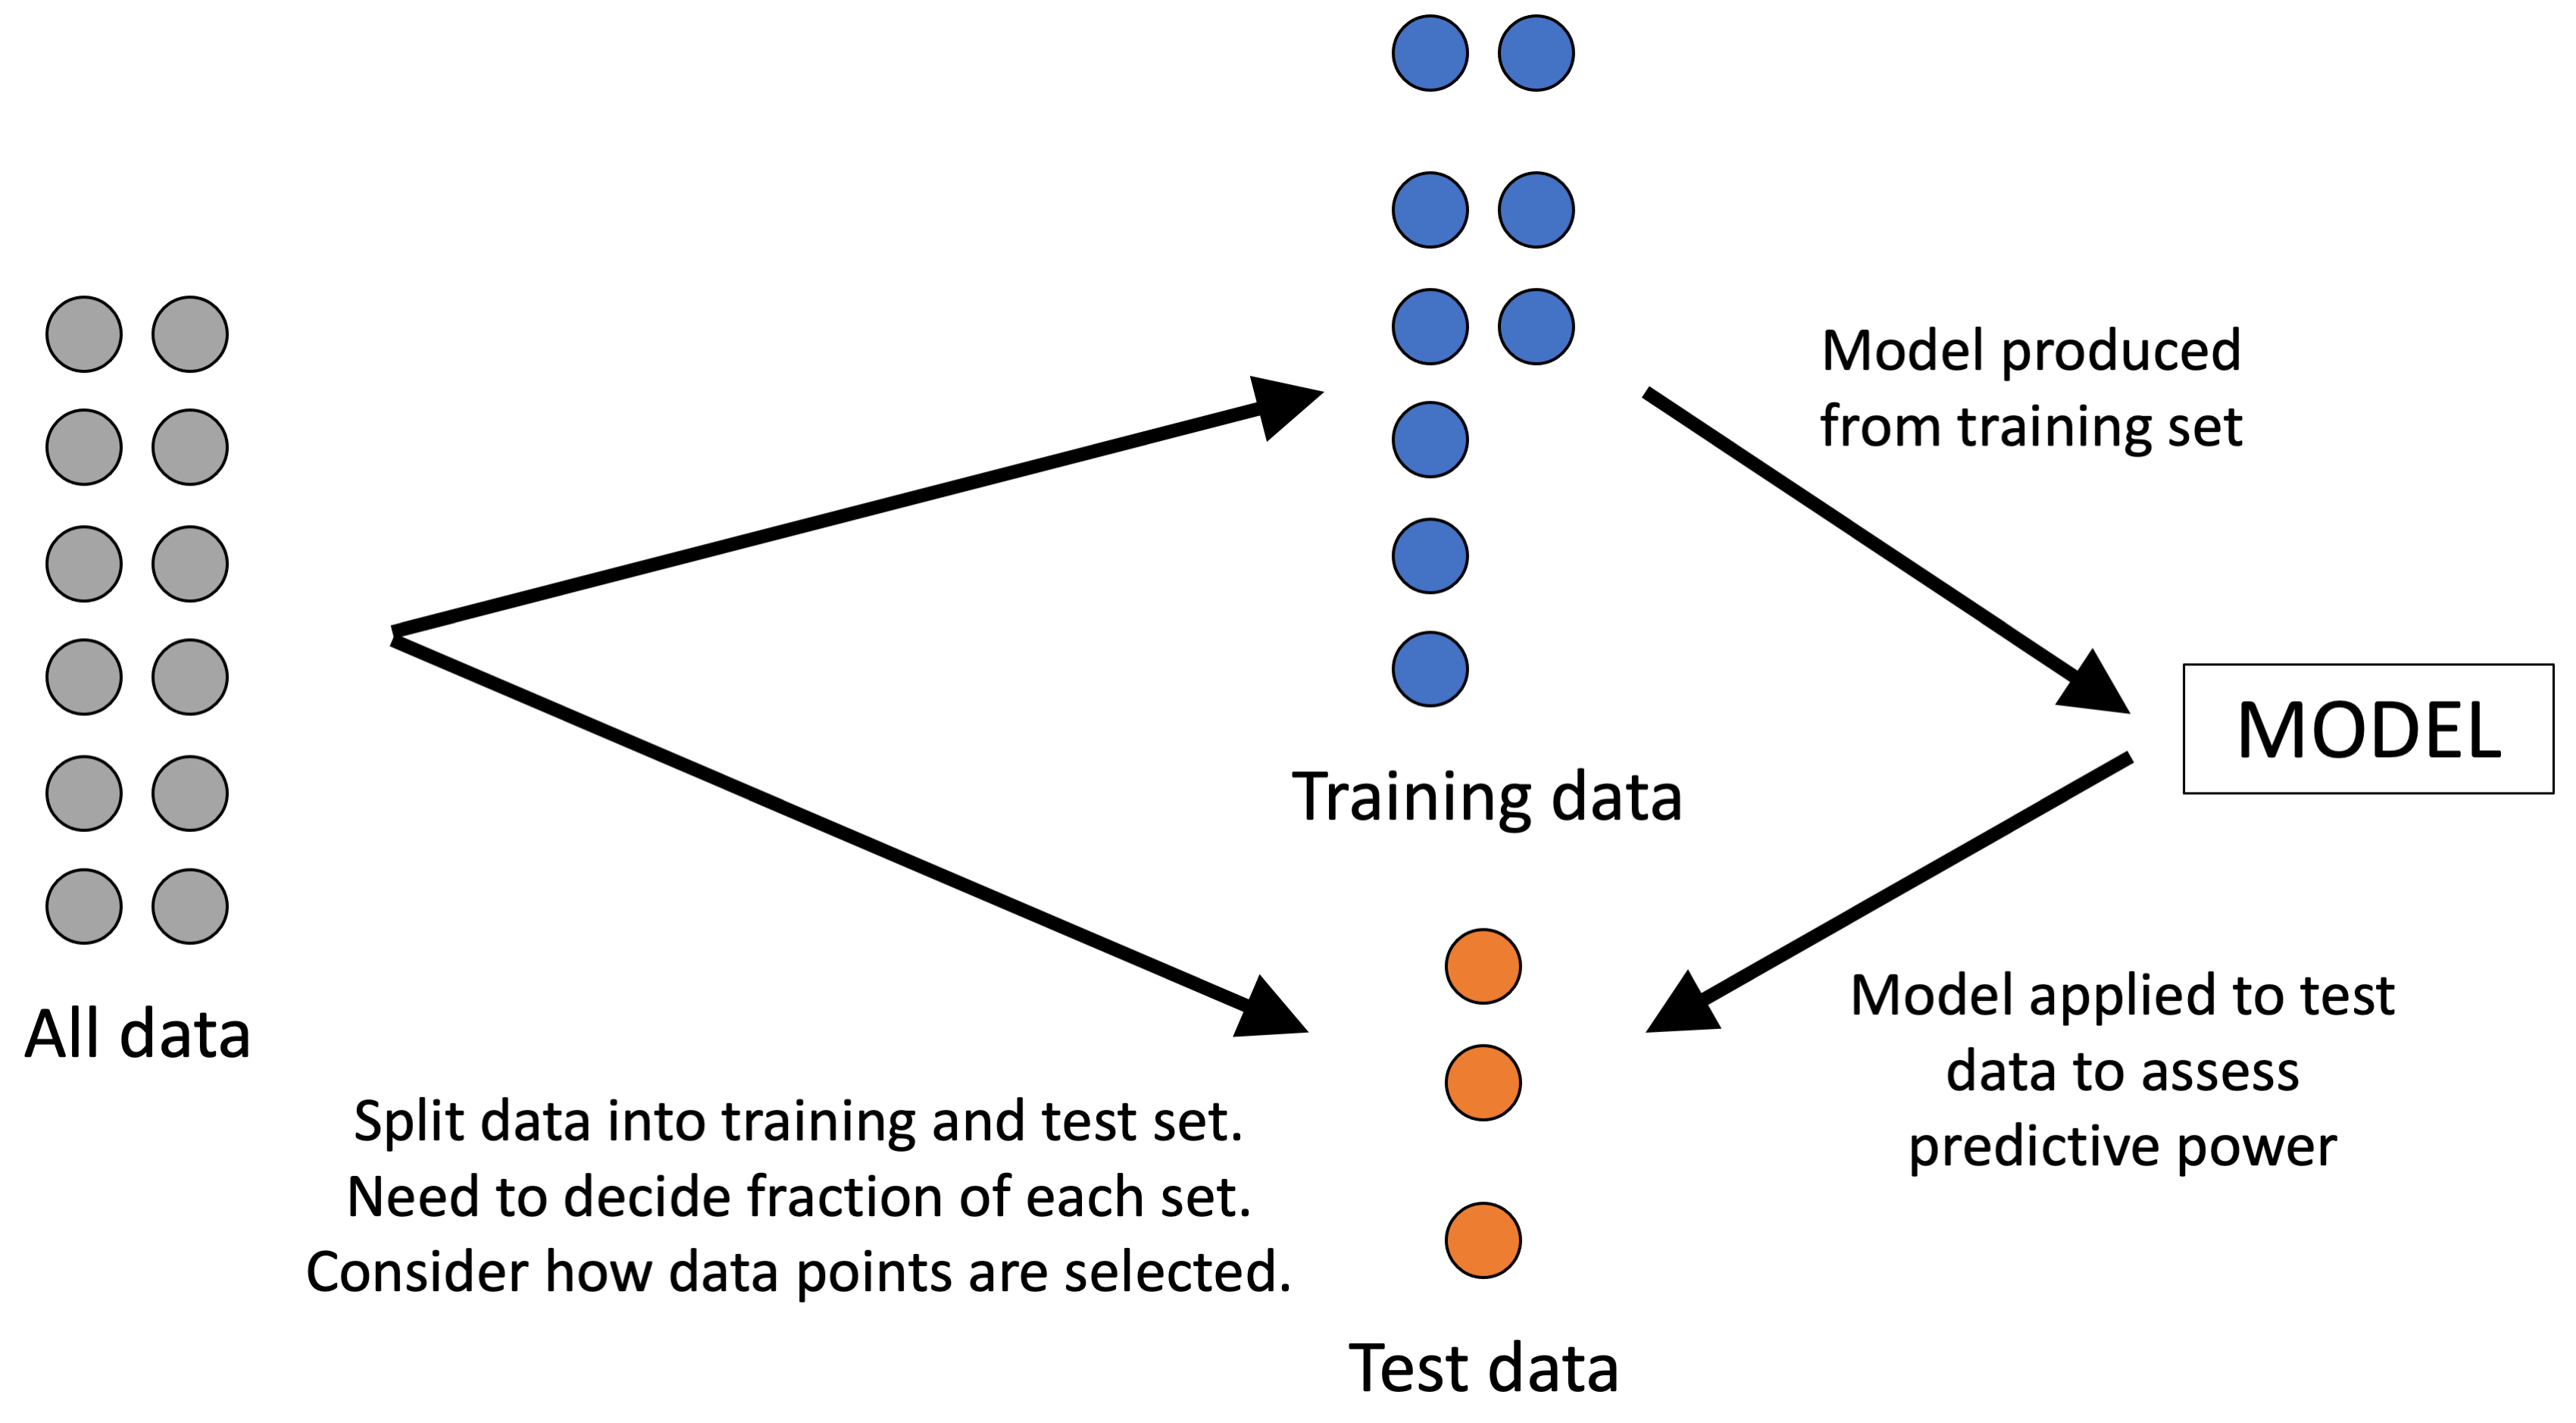 Model produced
from training set
MODEL
Training data
All data
Split data into training and test set.
Need to decide fraction of each set.
Consider how data points are selected.
Model applied to test
data to assess
predictive power
Test data